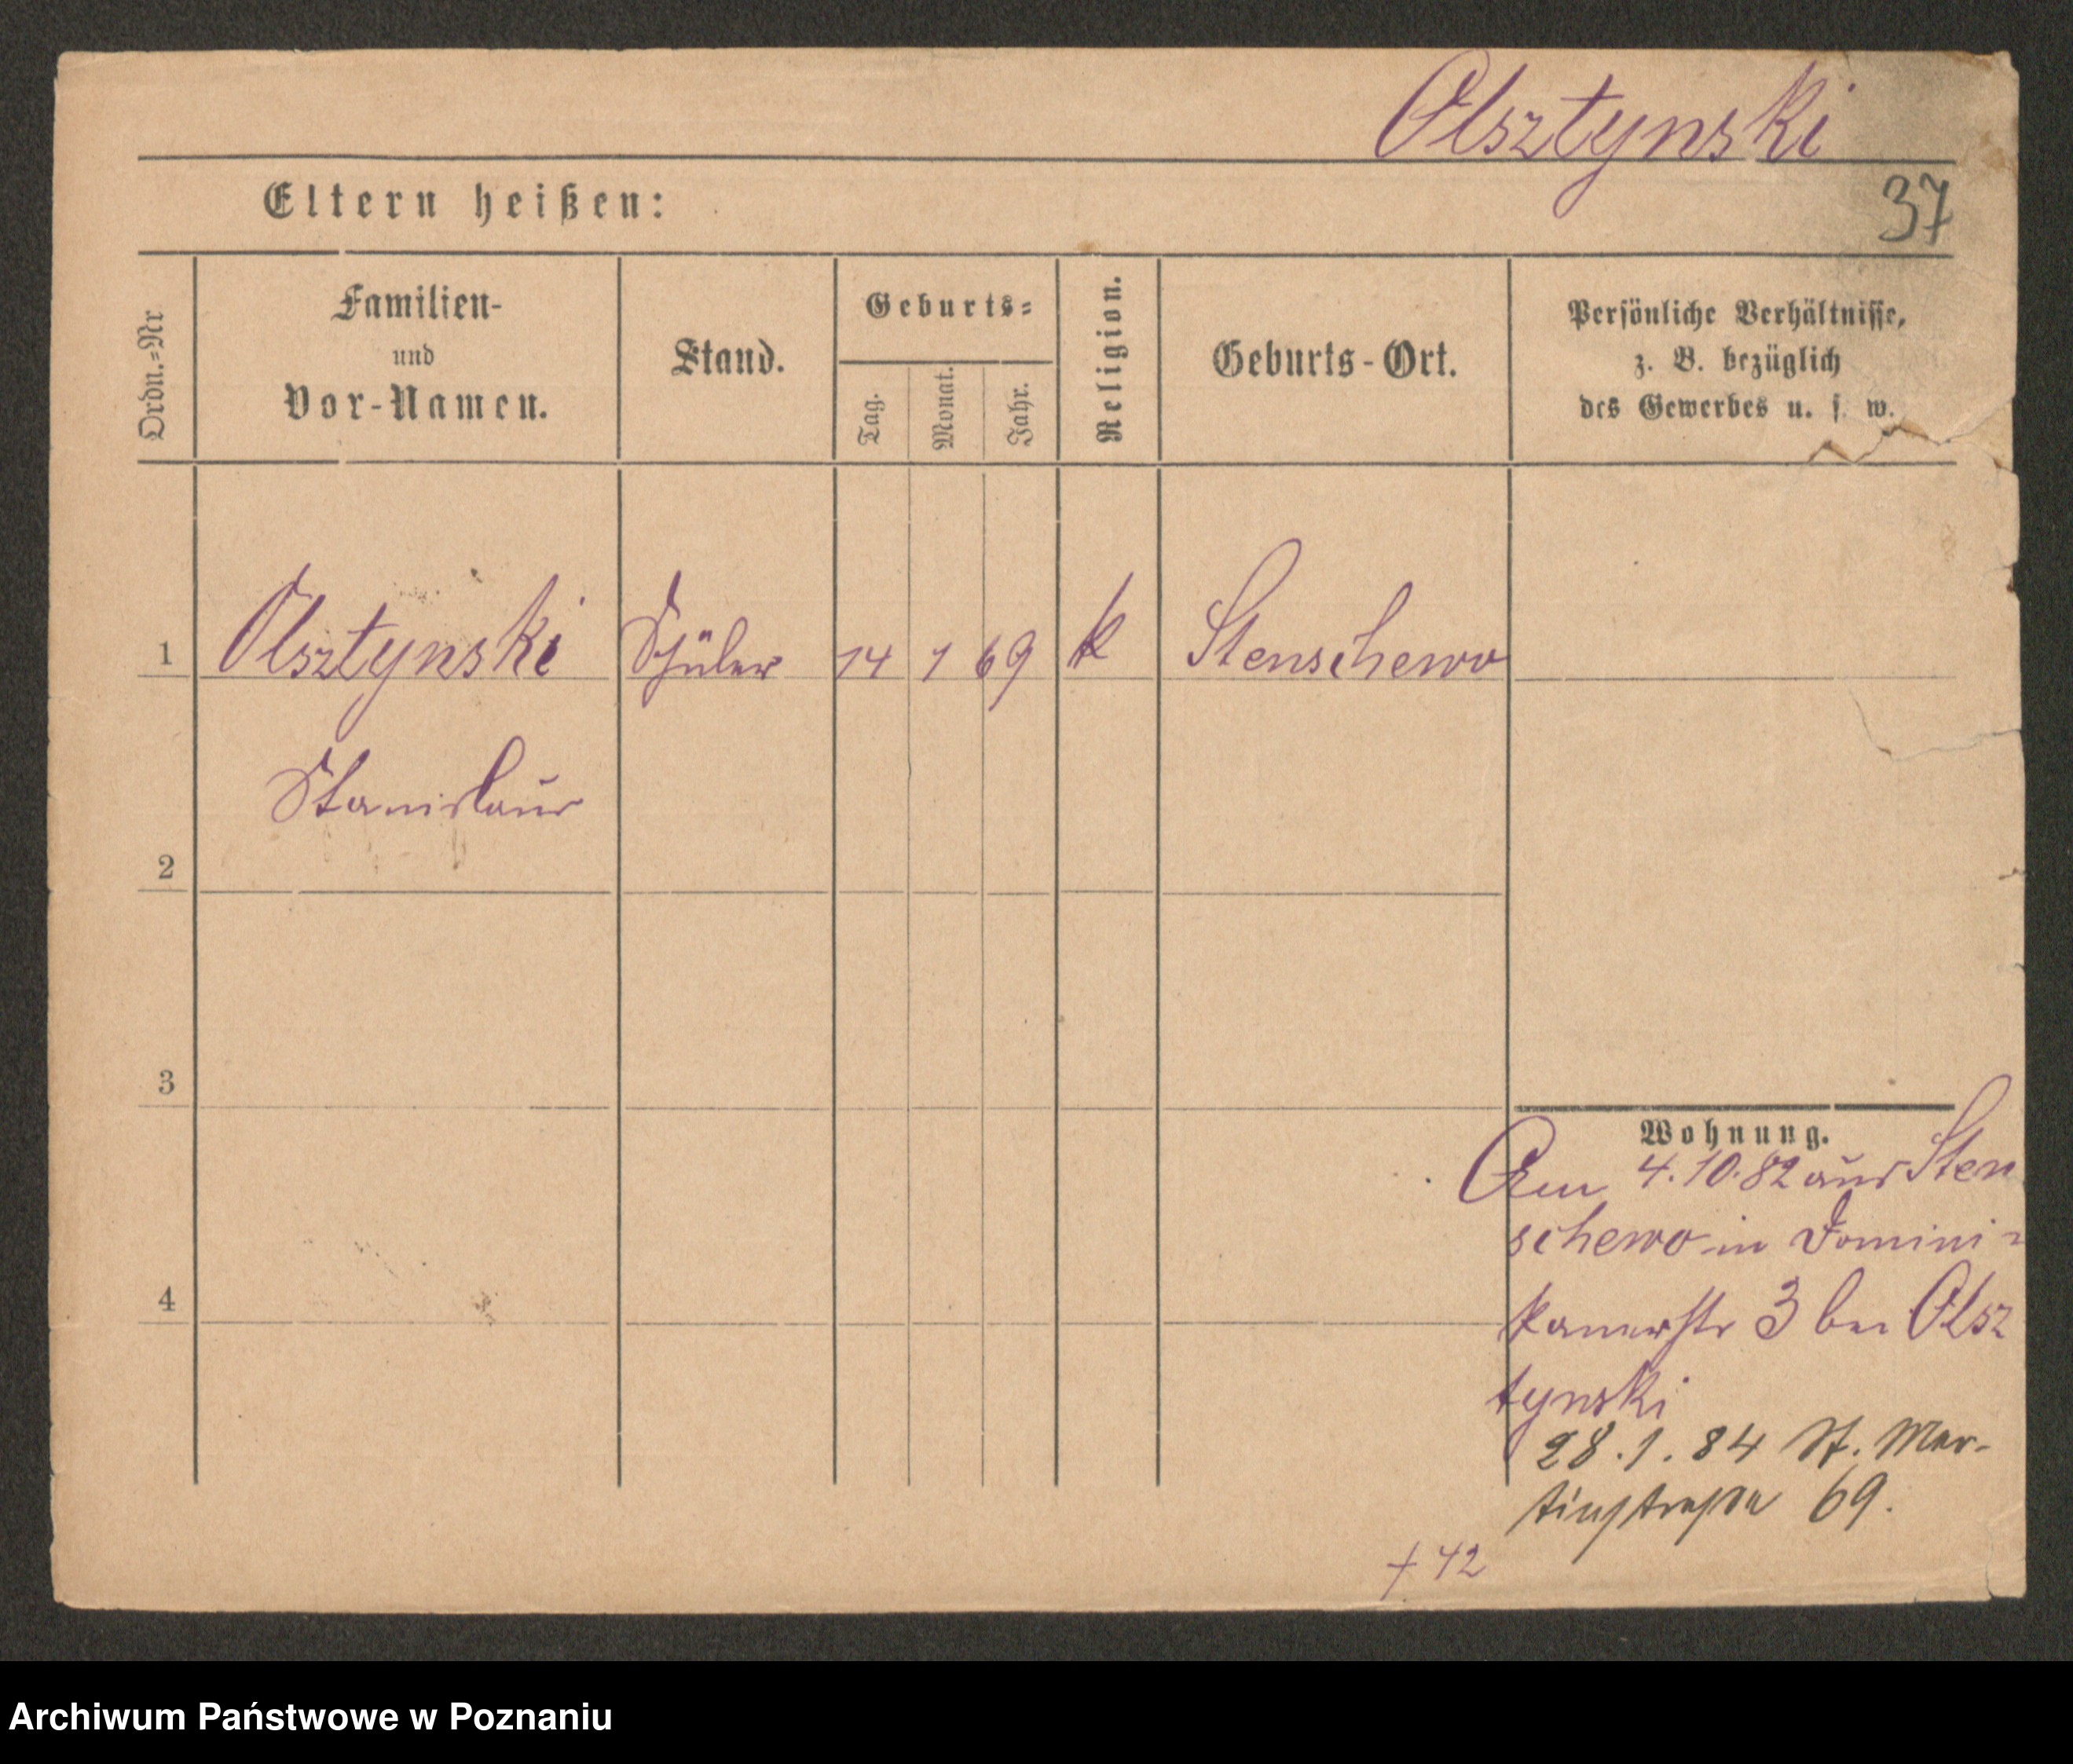 Olsztynski
37
Eltern heißen:
Ordn.=Nr
Familien-
und
Vor-Namen.
Stand.
Geburts=
Tag.
Monat.
Jahr.
Religion.
Geburts-Ort.
Persönliche Verhältnisse,
z. B. bezüglich
des Gewerbes u. s. w.
1 Olsztynski Schüler 14 1 69 k Stenschewo
Stanislaus
2
3
4
Wohnung.
Am 4.10.82 aus Sten
schewo in Domini=
kanerstr 3 bei Olsz
tynski
28.1.84 St. Mar-
tinstraße 69.
† 42
Archiwum Państwowe w Poznaniu